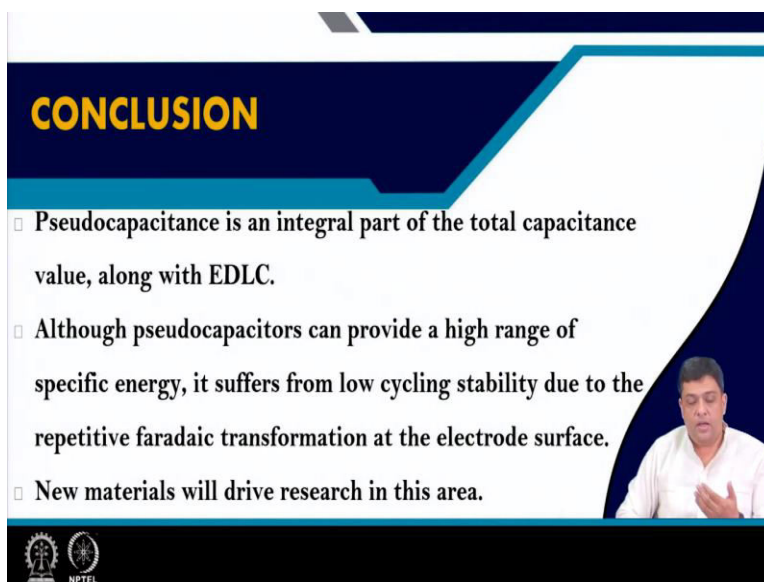 CONCLUSION
Pseudocapacitance is an integral part of the total capacitance
value, along with EDLC.
Although pseudocapacitors can provide a high range of
specific energy, it suffers from low cycling stability due to the
repetitive faradaic transformation at the electrode surface.
New materials will drive research in this area.
NPTEL